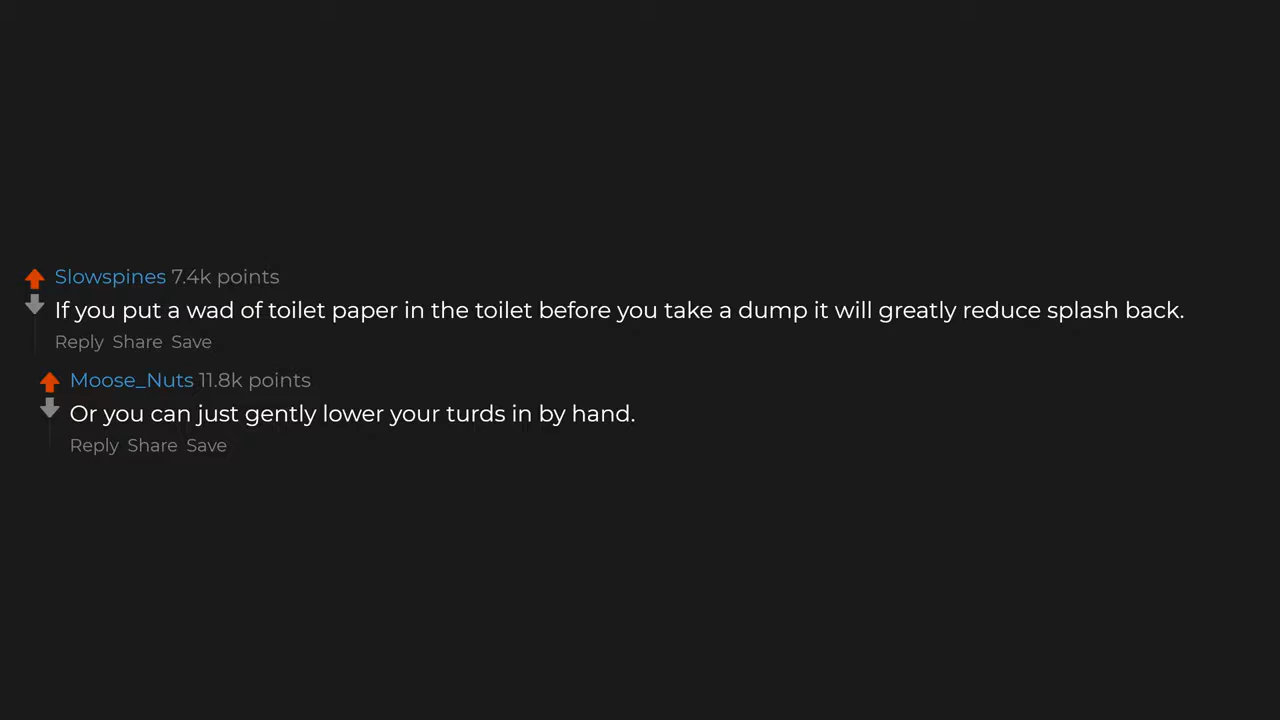 Slowspines 7.4k points
If you put a wad of toilet paper in the toilet before you take a dump it will greatly reduce splash back.
Reply Share Save
Moose_Nuts 11.8k points
Or you can just gently lower your turds in by hand.
Reply Share Save